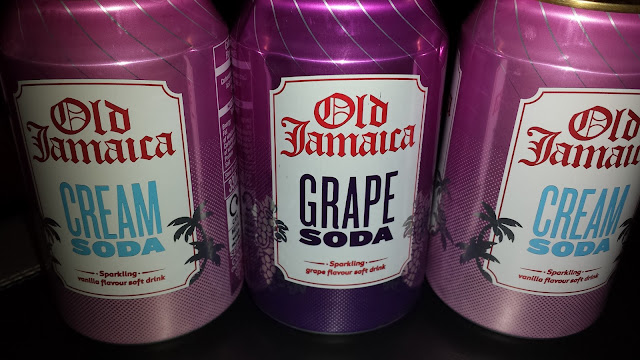 Old
Jamaica
CREAM
SODA
Sparkling
vanilla flavour soft drink
Old
Jamaica
GRAPE
SODA
Sparkling
grape flavour soft drink
Old
Jamai
CREAM
SODA
Sparkling
vanilla flavour soft drink